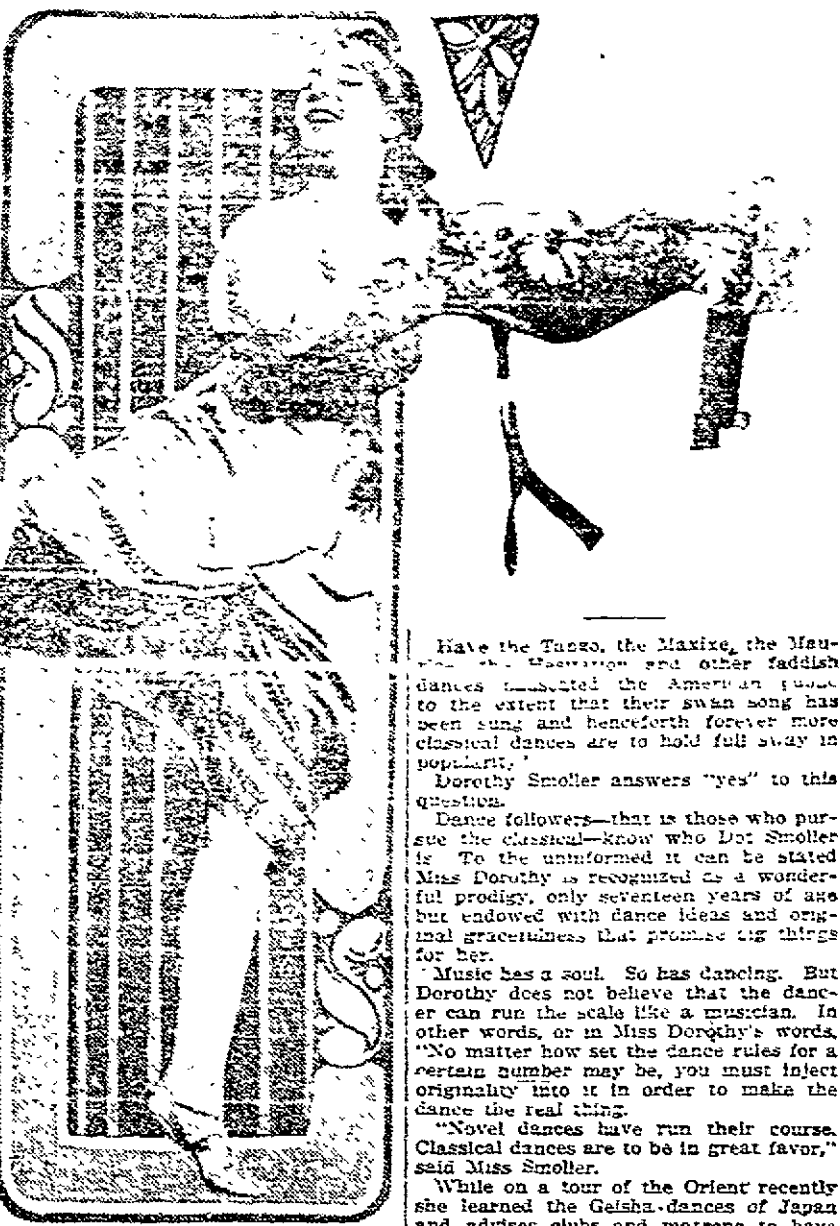 Have the Tango, the Maxixe, the Mau-
and other faddish
dances the American
to the extent that their swan song has
been sung and henceforth forever more
classical dances are to hold full sway in
Dorothy Smoller answers "yes" to this
question.
Dance followers—that is those who pur-
sue the classical—know who Dot Smoller
is To the uninformed it can be stated
Miss Dorothy is recognized as a wonder-
ful prodigy, only seventeen years of age
but endowed with dance ideas and orig-
inal gracefulness that promise big things
for her.
Music has a soul. So has dancing. But
Dorothy does not believe that the danc-
er can run the scale like a musician. In
other words, or in Miss Dorothy's words,
"No matter how set the dance rules for a
certain number may be, you must inject
originality into it in order to make the
dance the real thing.
"Novel dances have run their course.
Classical dances are to be in great favor,"
said Miss Smoller.
While on a tour of the Orient recently
she learned the Geisha dances of Japan
and advises clubs and matrons to have